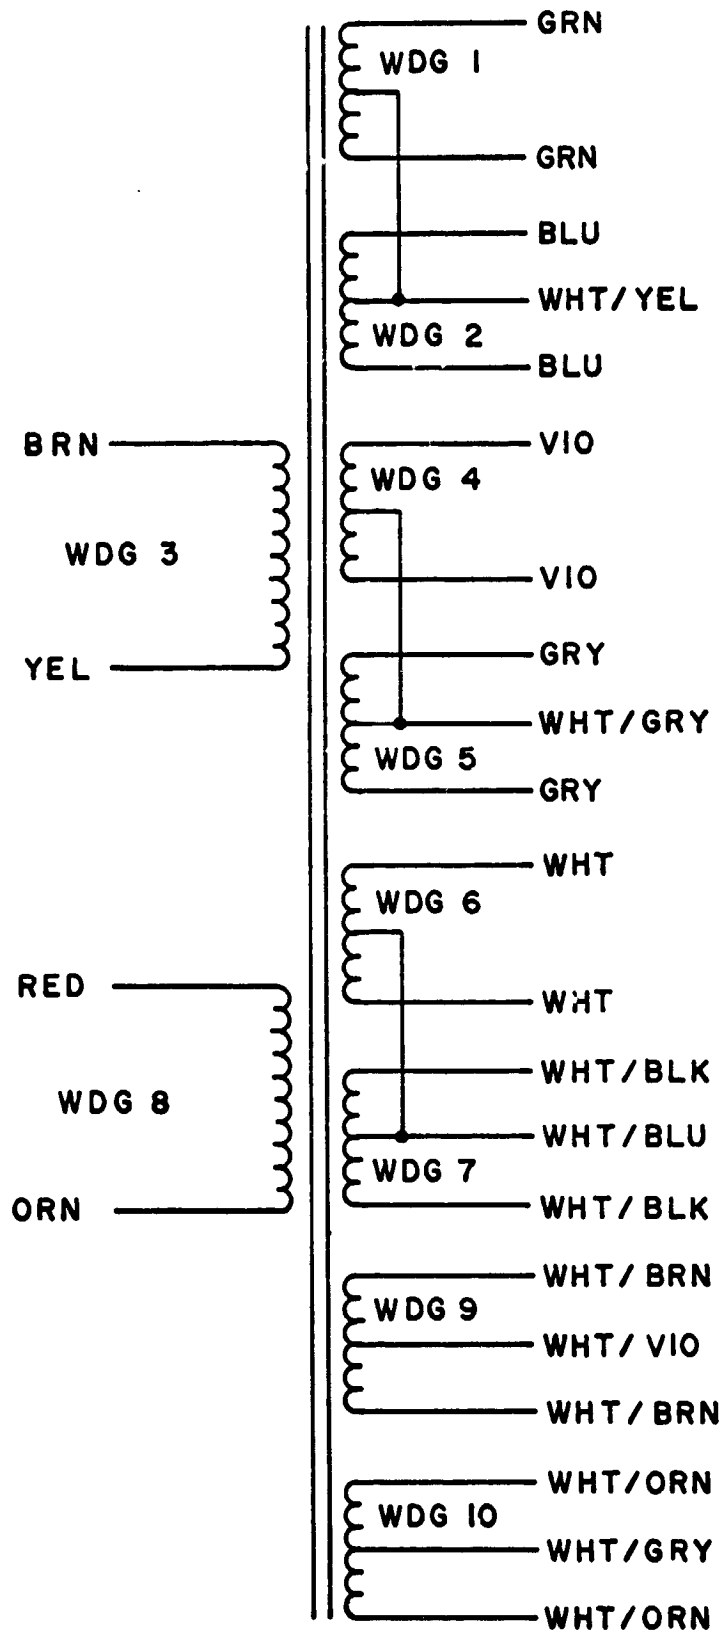 GRN
WDG 1
GRN
BLU
WHT/YEL
WDG 2
BLU
BRN
VIO
WDG 4
WDG 3
VIO
YEL
GRY
WHT/GRY
WDG 5
GRY
WHT
WDG 6
RED
WHT
WHT/BLK
WDG 8
WHT/BLU
WDG 7
ORN
WHT/BLK
WHT/BRN
WDG 9
WHT/VIO
WHT/BRN
WHT/ORN
WDG 10
WHT/GRY
WHT/ORN